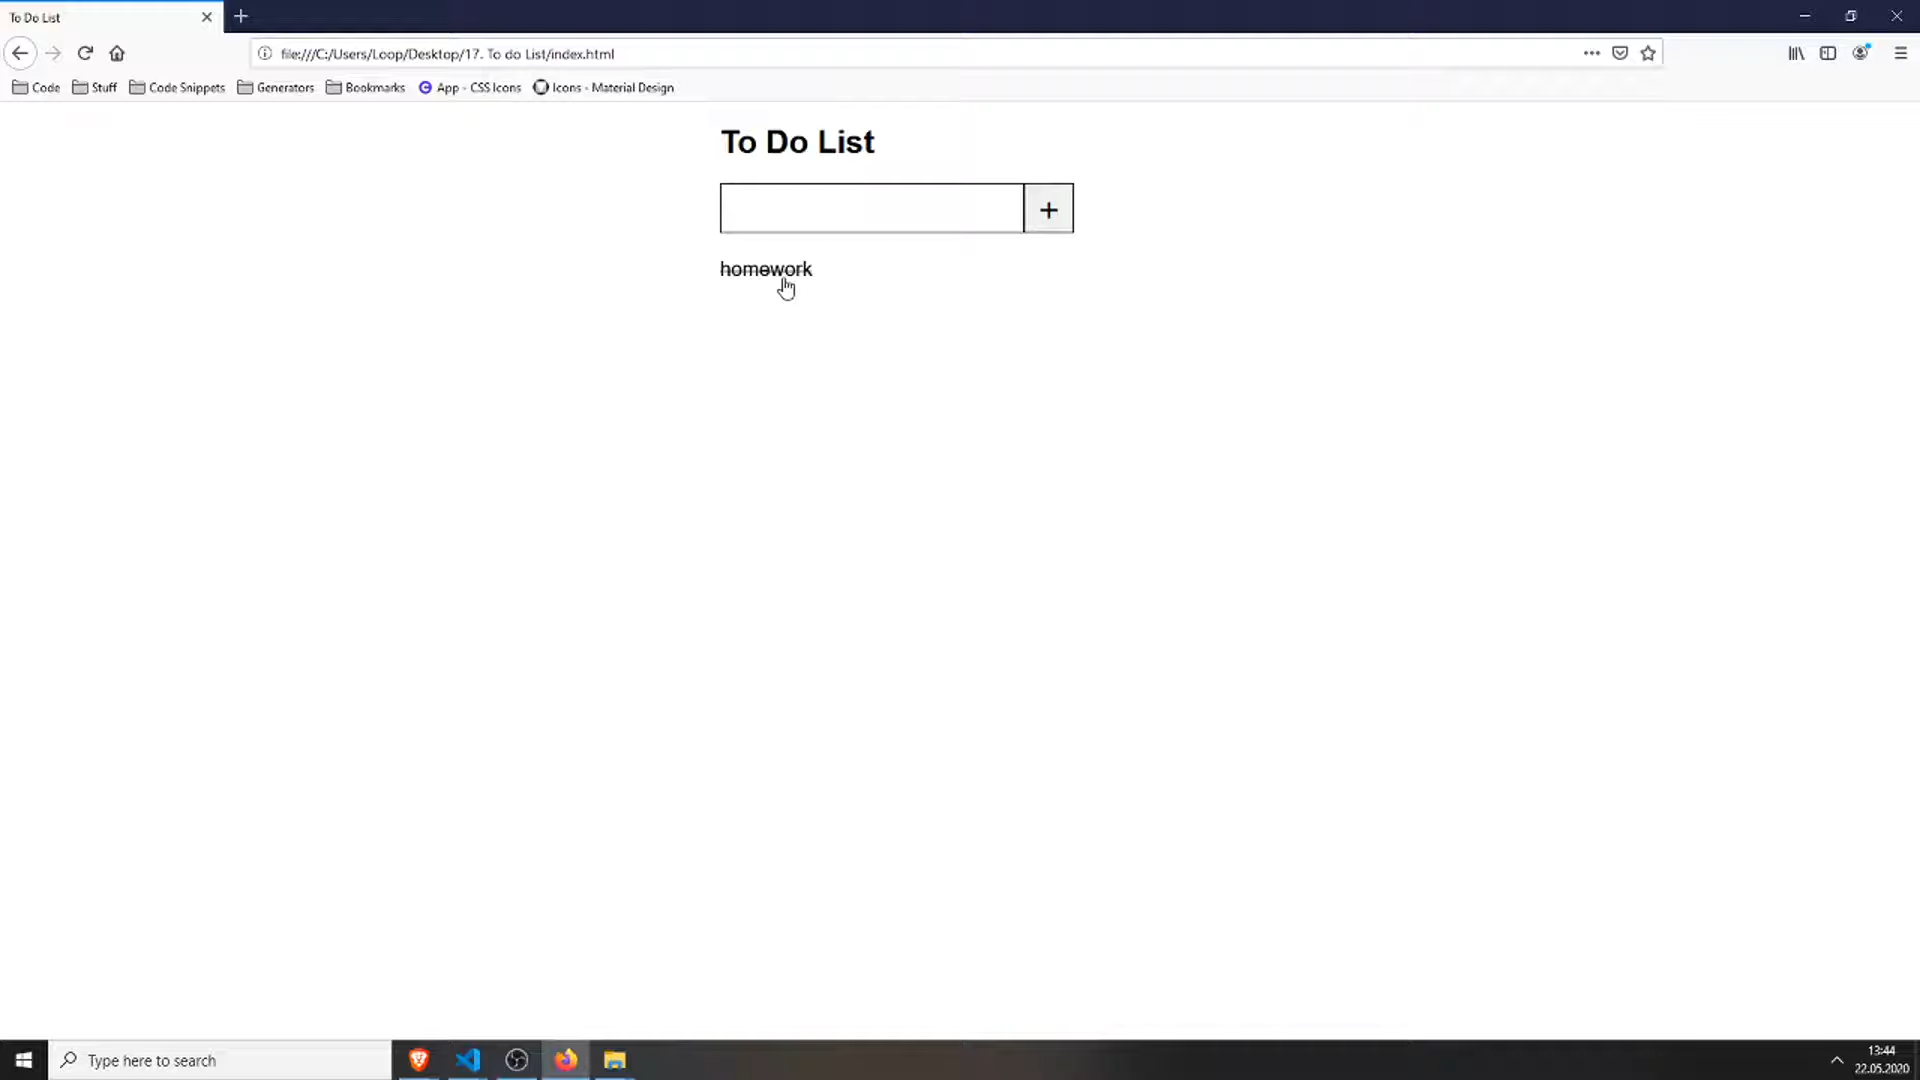 To Do List
file:///C:/Users/Loop/Desktop/17. To do List/index.html
Code Stuff Code Snippets Generators Bookmarks App - CSS Icons Icons - Material Design
To Do List
+
homework
Type here to search
13:44
22.05.2020